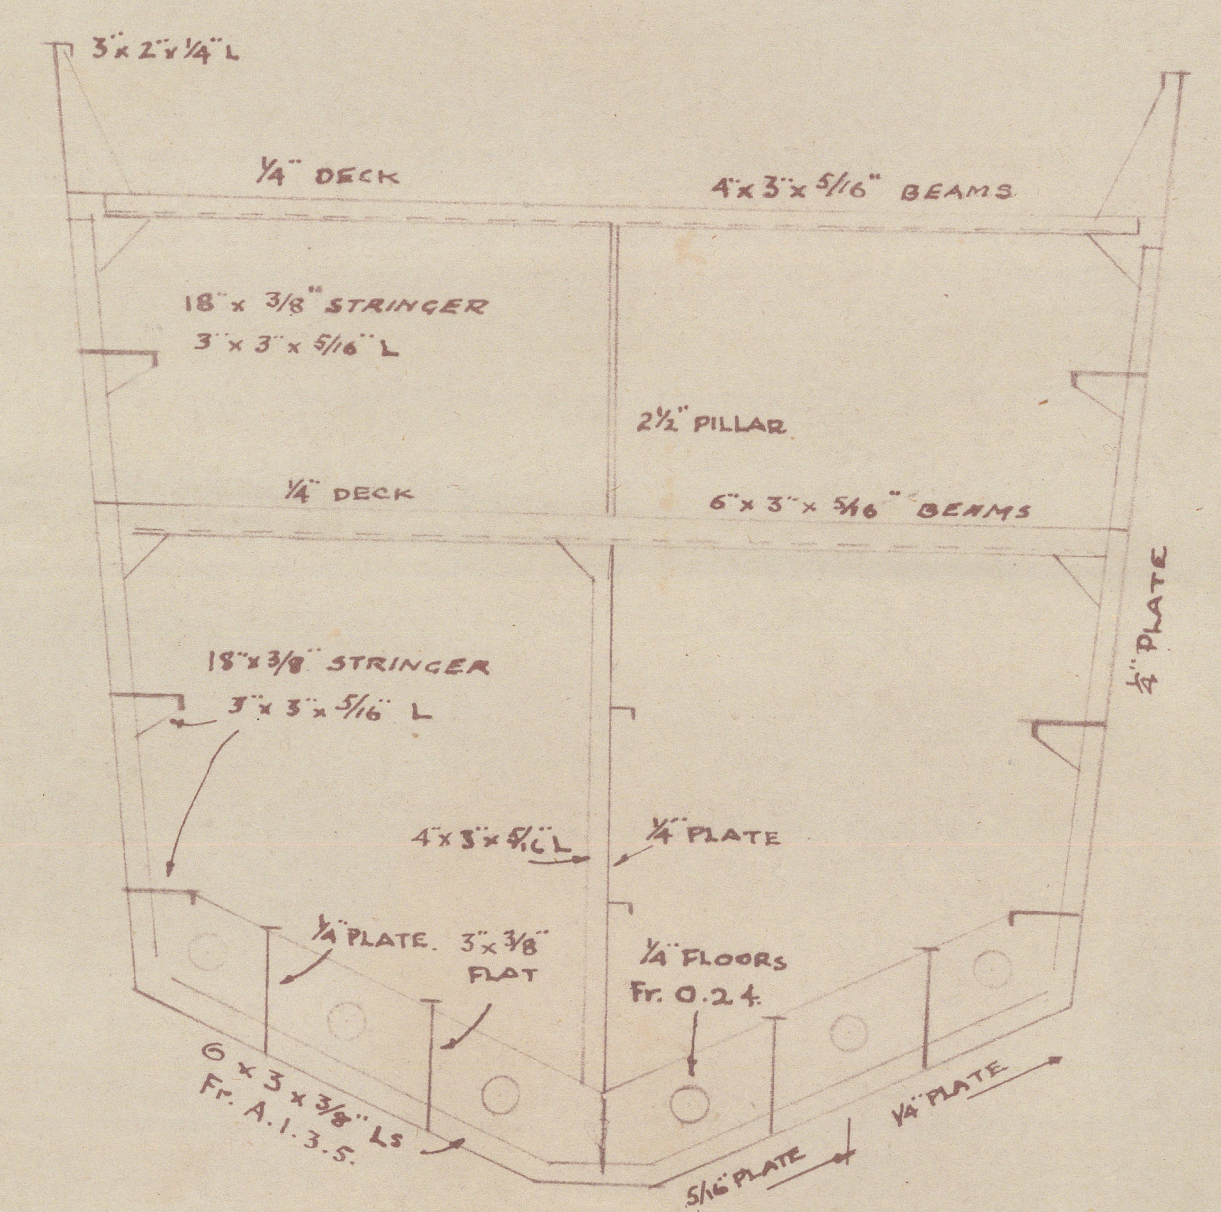 3"x 2"x 1/4" L
1/4" DECK
4"x 3"x 5/16" BEAMS
18"x 3/8" STRINGER
3"x 3"x 5/16" L
2 1/2" PILLAR
1/4" DECK
6"x 3"x 5/16" BEAMS
1/4" PLATE
18"x 3/8" STRINGER
3"x 3"x 5/16" L
4"x 3"x 5/16" L
1/4" PLATE
1/4" PLATE.
3"x 3/8"
FLAT
1/4" FLOORS
Fr. 0.2.4.
6 x 3 x 3/8" Ls
Fr. A.1.3.5.
1/4" PLATE
5/16" PLATE